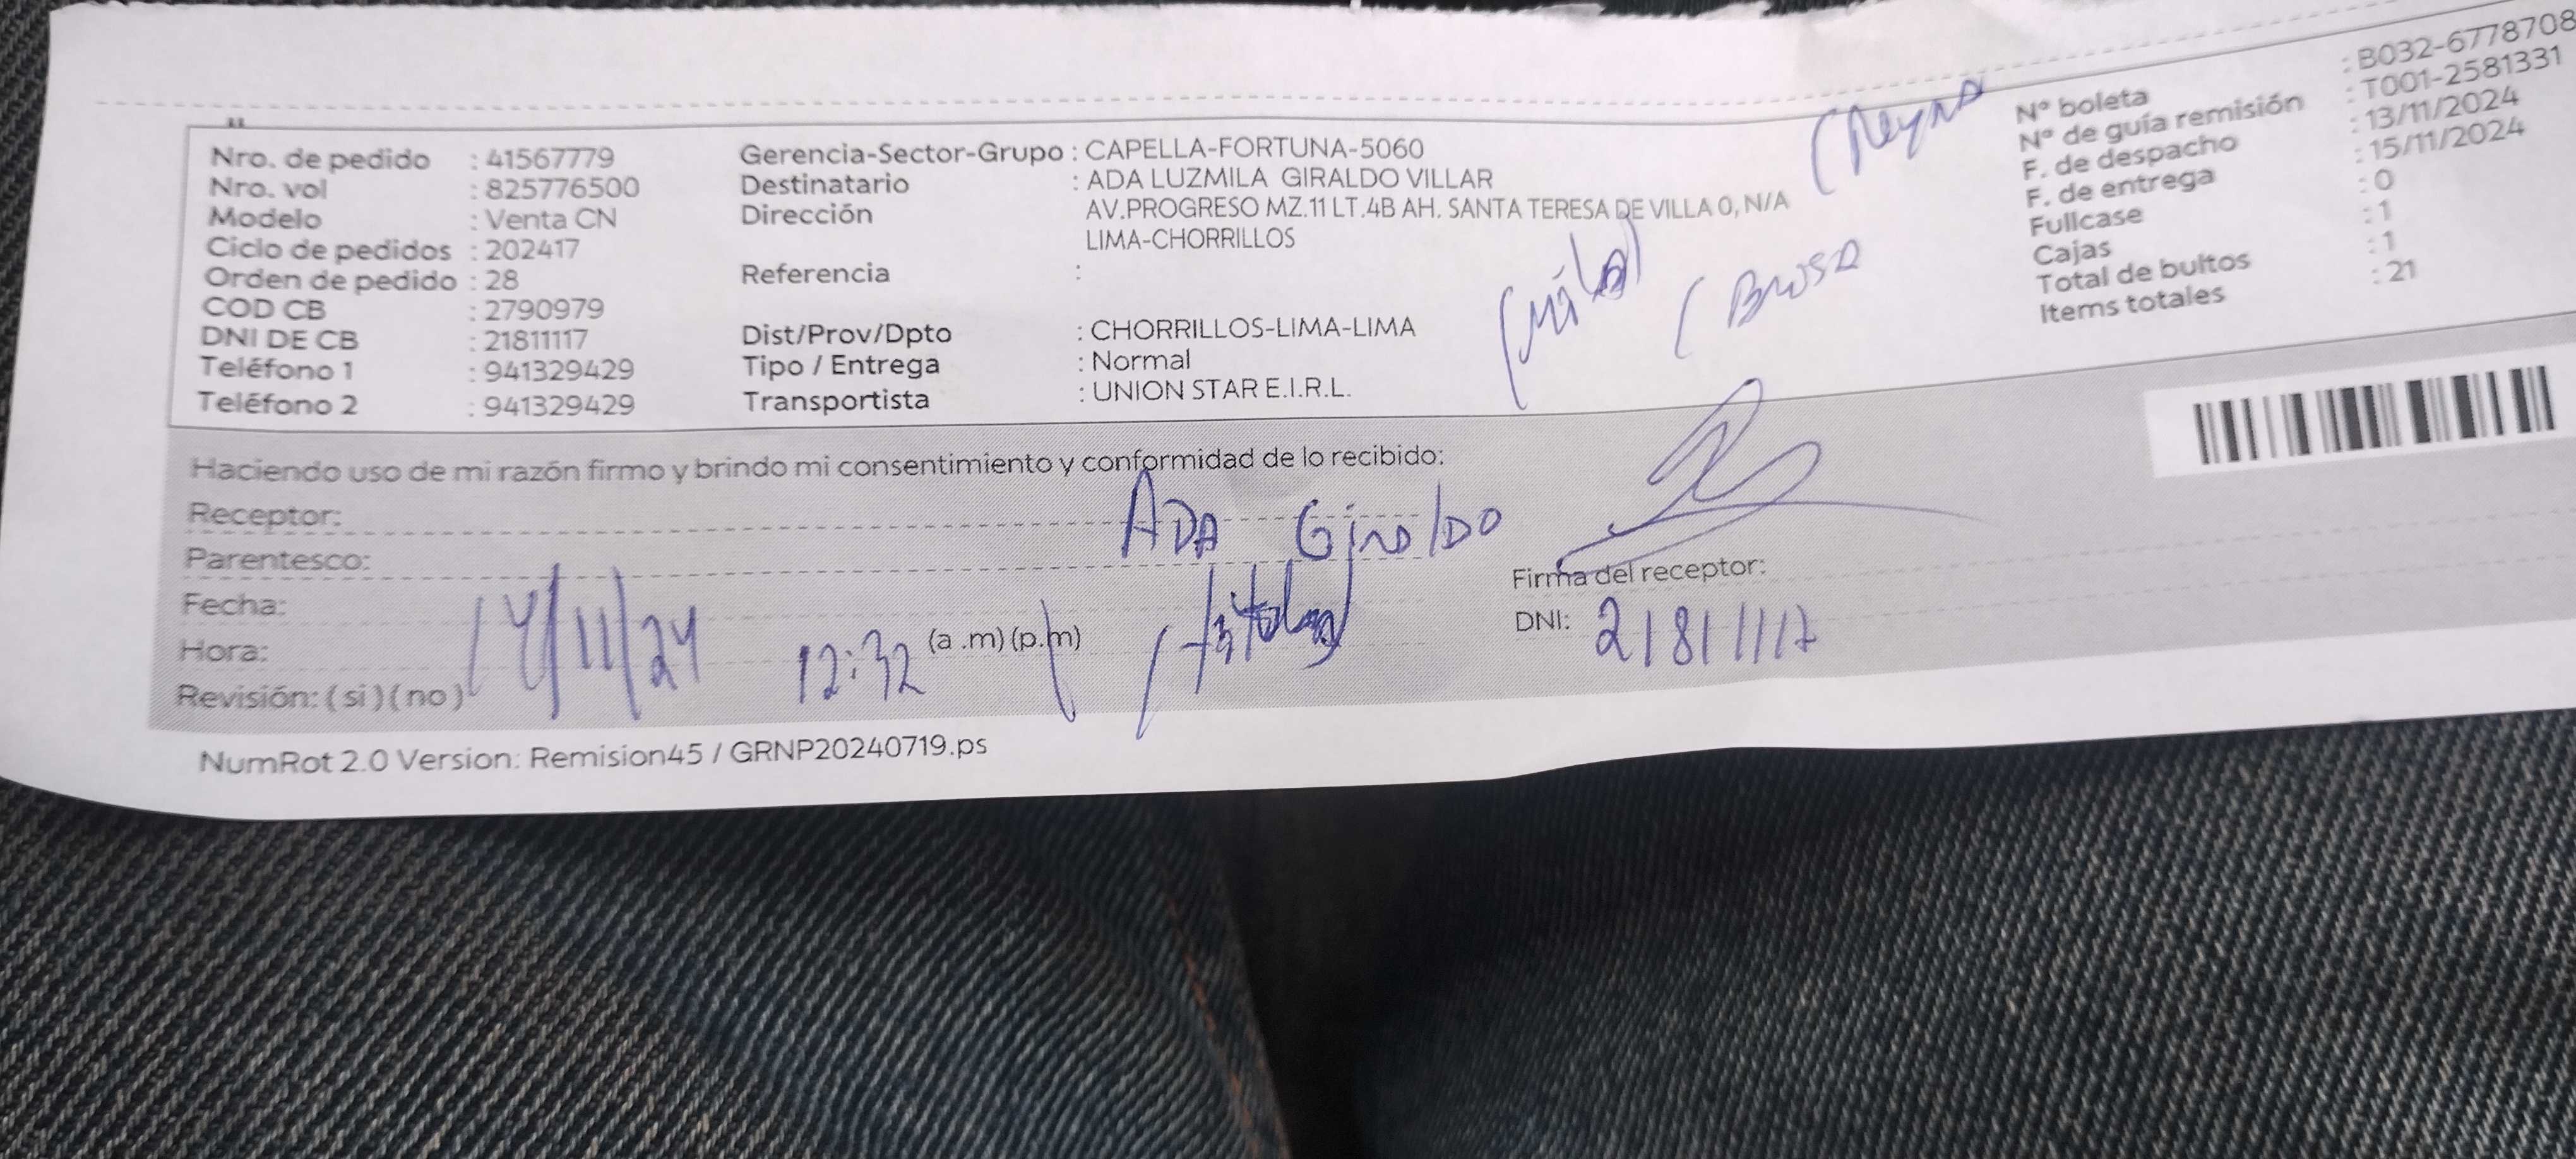 Nro. de pedido : 41567779
Nro. vol : 825776500
Modelo : Venta CN
Ciclo de pedidos : 202417
Orden de pedido : 28
COD CB : 2790979
DNI DE CB : 21811117
Teléfono 1 : 941329429
Teléfono 2 : 941329429
Gerencia-Sector-Grupo : CAPELLA-FORTUNA-5060
Destinatario : ADA LUZMILA GIRALDO VILLAR
Dirección AV.PROGRESO MZ.11 LT.4B AH. SANTA TERESA DE VILLA 0, N/A
LIMA-CHORRILLOS
Referencia :
Dist/Prov/Dpto : CHORRILLOS-LIMA-LIMA
Tipo / Entrega : Normal
Transportista : UNION STAR E.I.R.L.
N° boleta : B032-6778708
N° de guía remisión : T001-2581331
F. de despacho : 13/11/2024
F. de entrega : 15/11/2024
Fullcase : 0
Cajas : 1
Total de bultos : 1
Items totales : 21
Haciendo uso de mi razón firmo y brindo mi consentimiento y conformidad de lo recibido:
Receptor: ADA Giraldo
Parentesco:
Fecha: 14/11/24
Hora: 12:32 (a .m) (p.m)
Revisión: ( si ) ( no )
Firma del receptor:
DNI: 21811117
NumRot 2.0 Version: Remision45 / GRNP20240719.ps